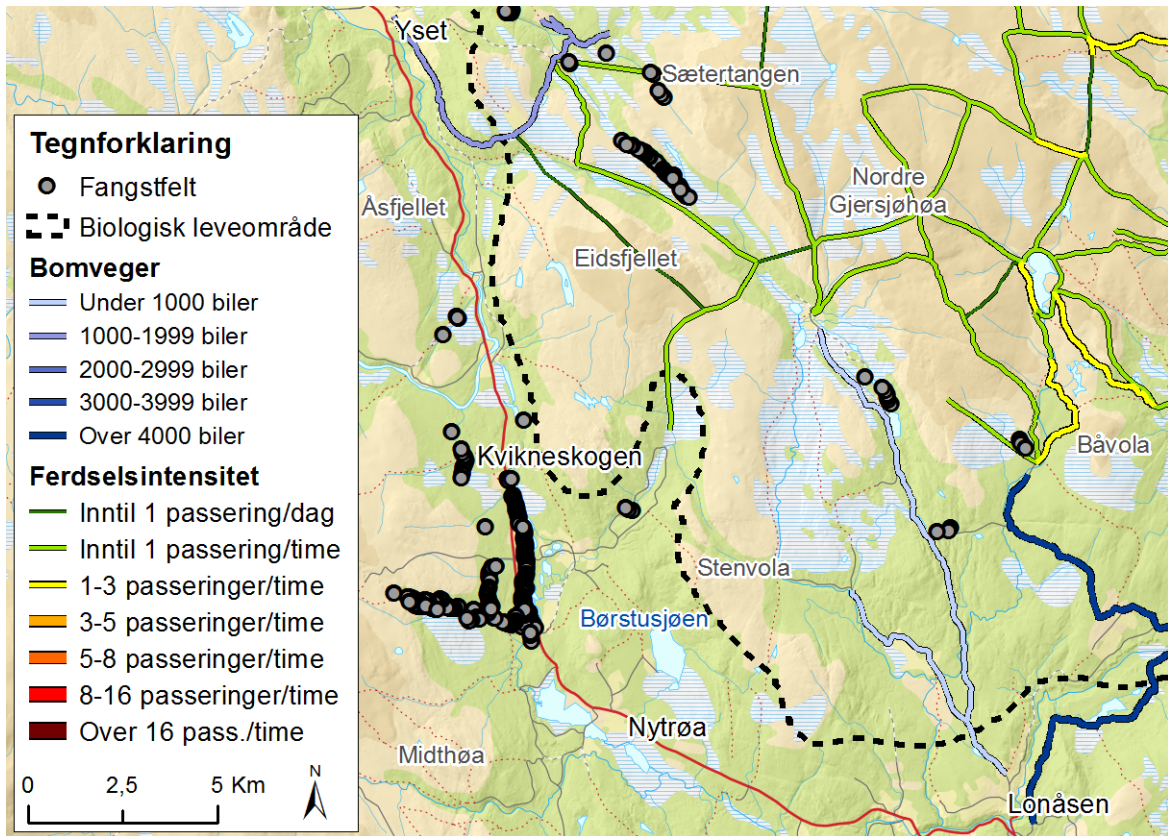 Tegnforklaring
Fangstfelt
Biologisk leveområde
Bomveger
Under 1000 biler
1000-1999 biler
2000-2999 biler
3000-3999 biler
Over 4000 biler
Ferdselsintensitet
Inntil 1 passering/dag
Inntil 1 passering/time
1-3 passeringer/time
3-5 passeringer/time
5-8 passeringer/time
8-16 passeringer/time
Over 16 pass./time
0 2,5 5 Km
N
Yset
Sætertangen
Åsfjellet
Nordre
Gjersjøhøa
Eidsfjellet
Kvikneskogen
Båvola
Stenvola
Børstusjøen
Nytrøa
Midthøa
Lonåsen